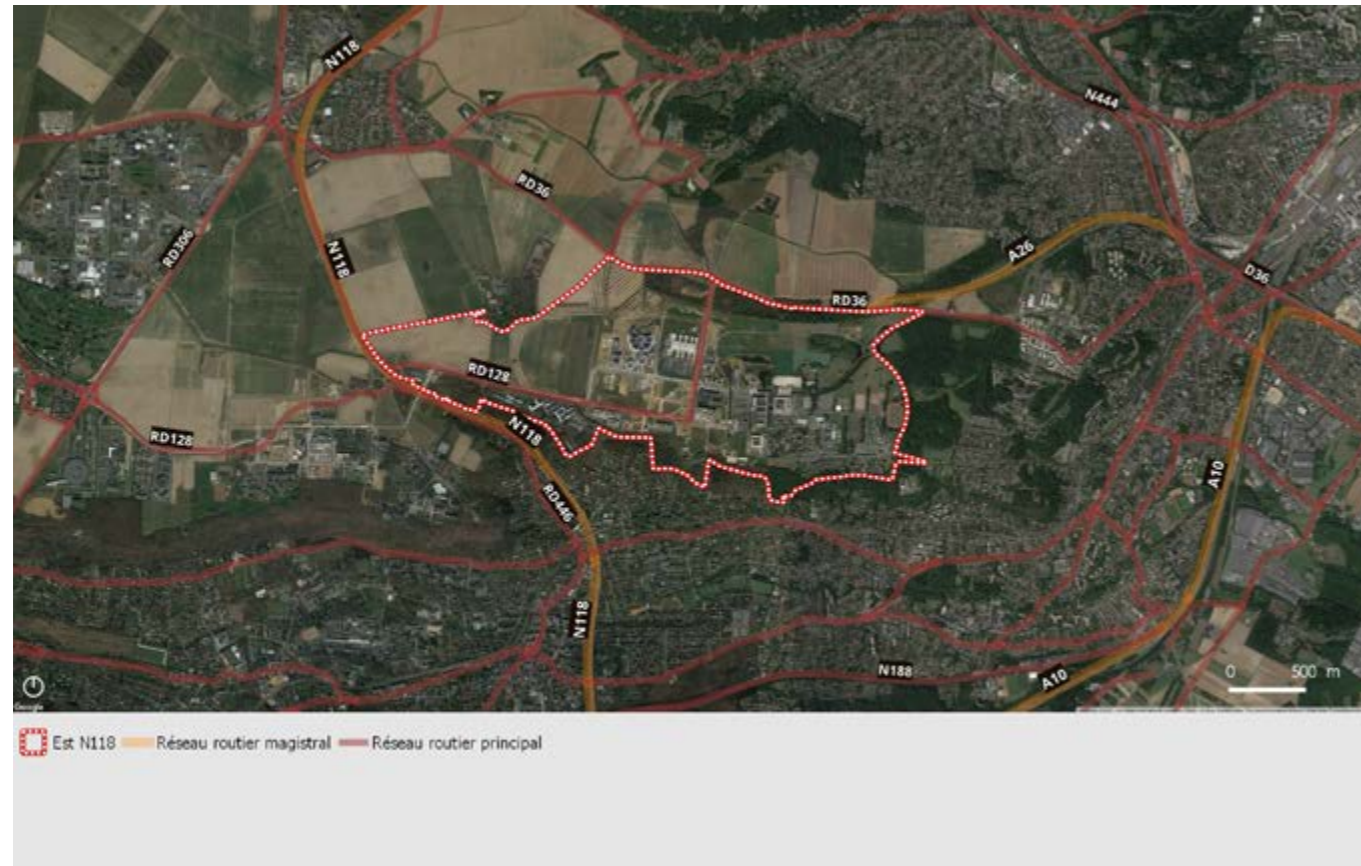 N118
N444
RD36
RD306
N118
A26
D36
RD36
RD128
N118
RD128
RD446
A10
N118
N188
A10
0 500 m
Google
Est N118 Réseau routier magistral Réseau routier principal